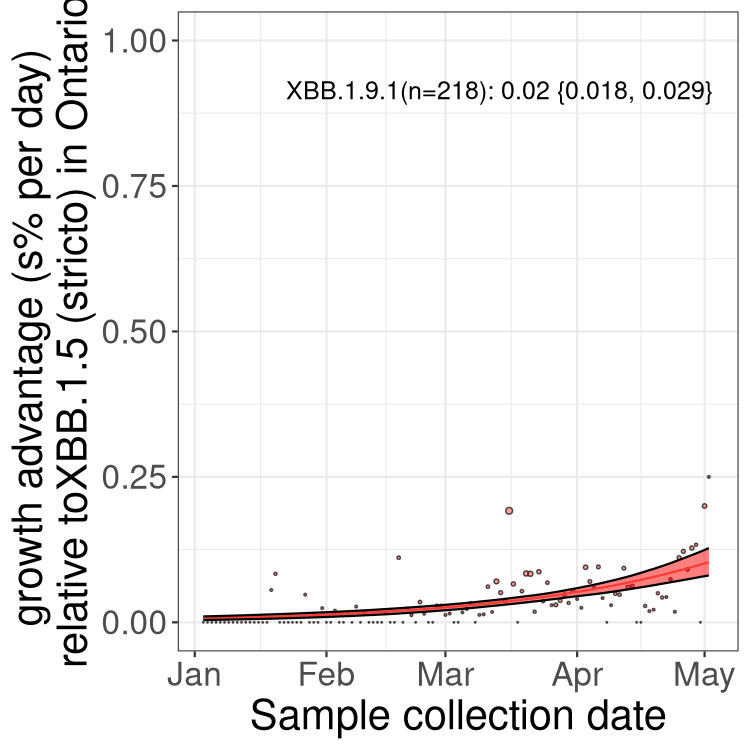 growth advantage (s% per day)
relative toXBB.1.5 (stricto) in Ontario
1.00
0.75
0.50
0.25
0.00
XBB.1.9.1(n=218): 0.02 {0.018, 0.029}
Jan Feb Mar Apr May
Sample collection date